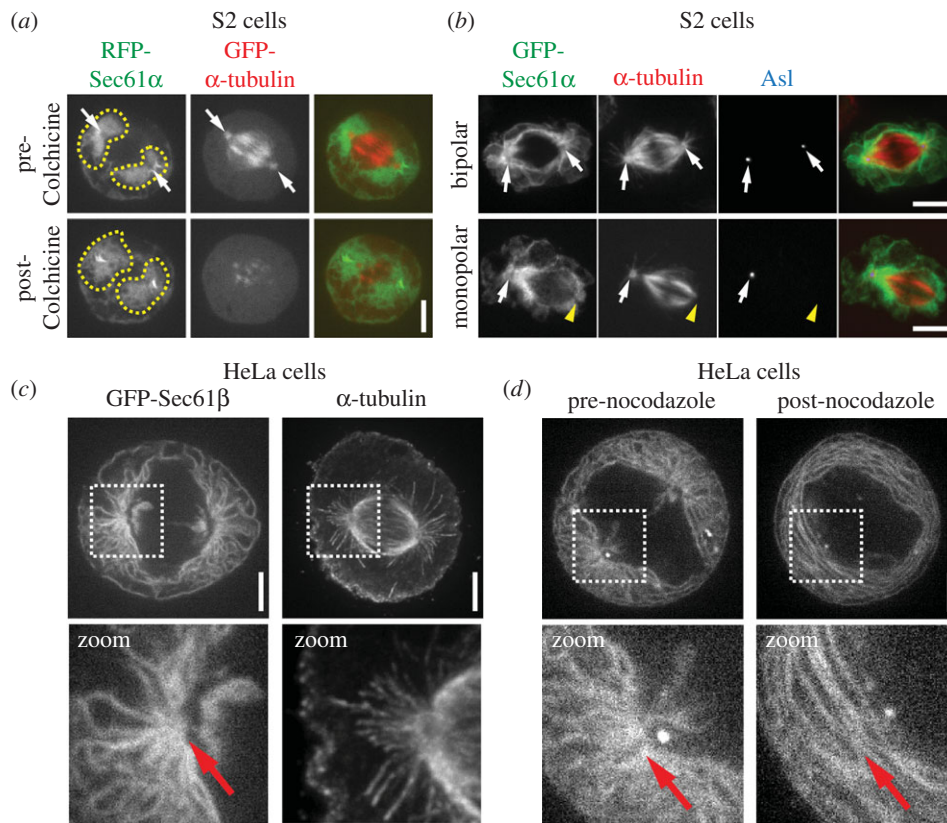 (a) S2 cells
RFP-
Sec61α
GFP-
α-tubulin
pre-
Colchicine
post-
Colchicine
(b) S2 cells
GFP-
Sec61α
α-tubulin
Asl
bipolar
monopolar
(c) HeLa cells
GFP-Sec61β
α-tubulin
zoom
zoom
(d) HeLa cells
pre-nocodazole
post-nocodazole
zoom
zoom